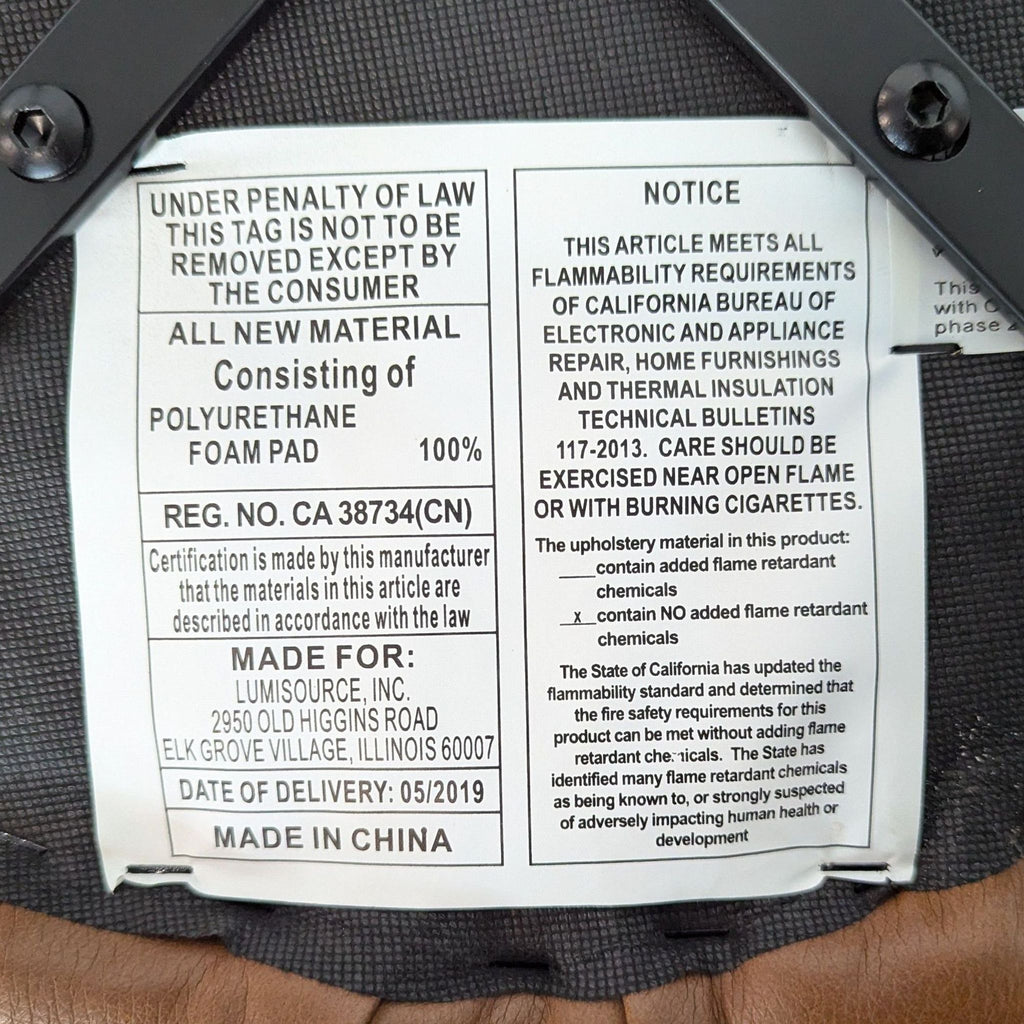 UNDER PENALTY OF LAW
THIS TAG IS NOT TO BE
REMOVED EXCEPT BY
THE CONSUMER
ALL NEW MATERIAL
Consisting of
POLYURETHANE
FOAM PAD 100%
REG. NO. CA 38734(CN)
Certification is made by this manufacturer
that the materials in this article are
described in accordance with the law
MADE FOR:
LUMISOURCE, INC.
2950 OLD HIGGINS ROAD
ELK GROVE VILLAGE, ILLINOIS 60007
DATE OF DELIVERY: 05/2019
MADE IN CHINA
NOTICE
THIS ARTICLE MEETS ALL
FLAMMABILITY REQUIREMENTS
OF CALIFORNIA BUREAU OF
ELECTRONIC AND APPLIANCE
REPAIR, HOME FURNISHINGS
AND THERMAL INSULATION
TECHNICAL BULLETINS
117-2013. CARE SHOULD BE
EXERCISED NEAR OPEN FLAME
OR WITH BURNING CIGARETTES.
The upholstery material in this product:
____contain added flame retardant
chemicals
__x__contain NO added flame retardant
chemicals
The State of California has updated the
flammability standard and determined that
the fire safety requirements for this
product can be met without adding flame
retardant chemicals. The State has
identified many flame retardant chemicals
as being known to, or strongly suspected
of adversely impacting human health or
development
This
with
phase